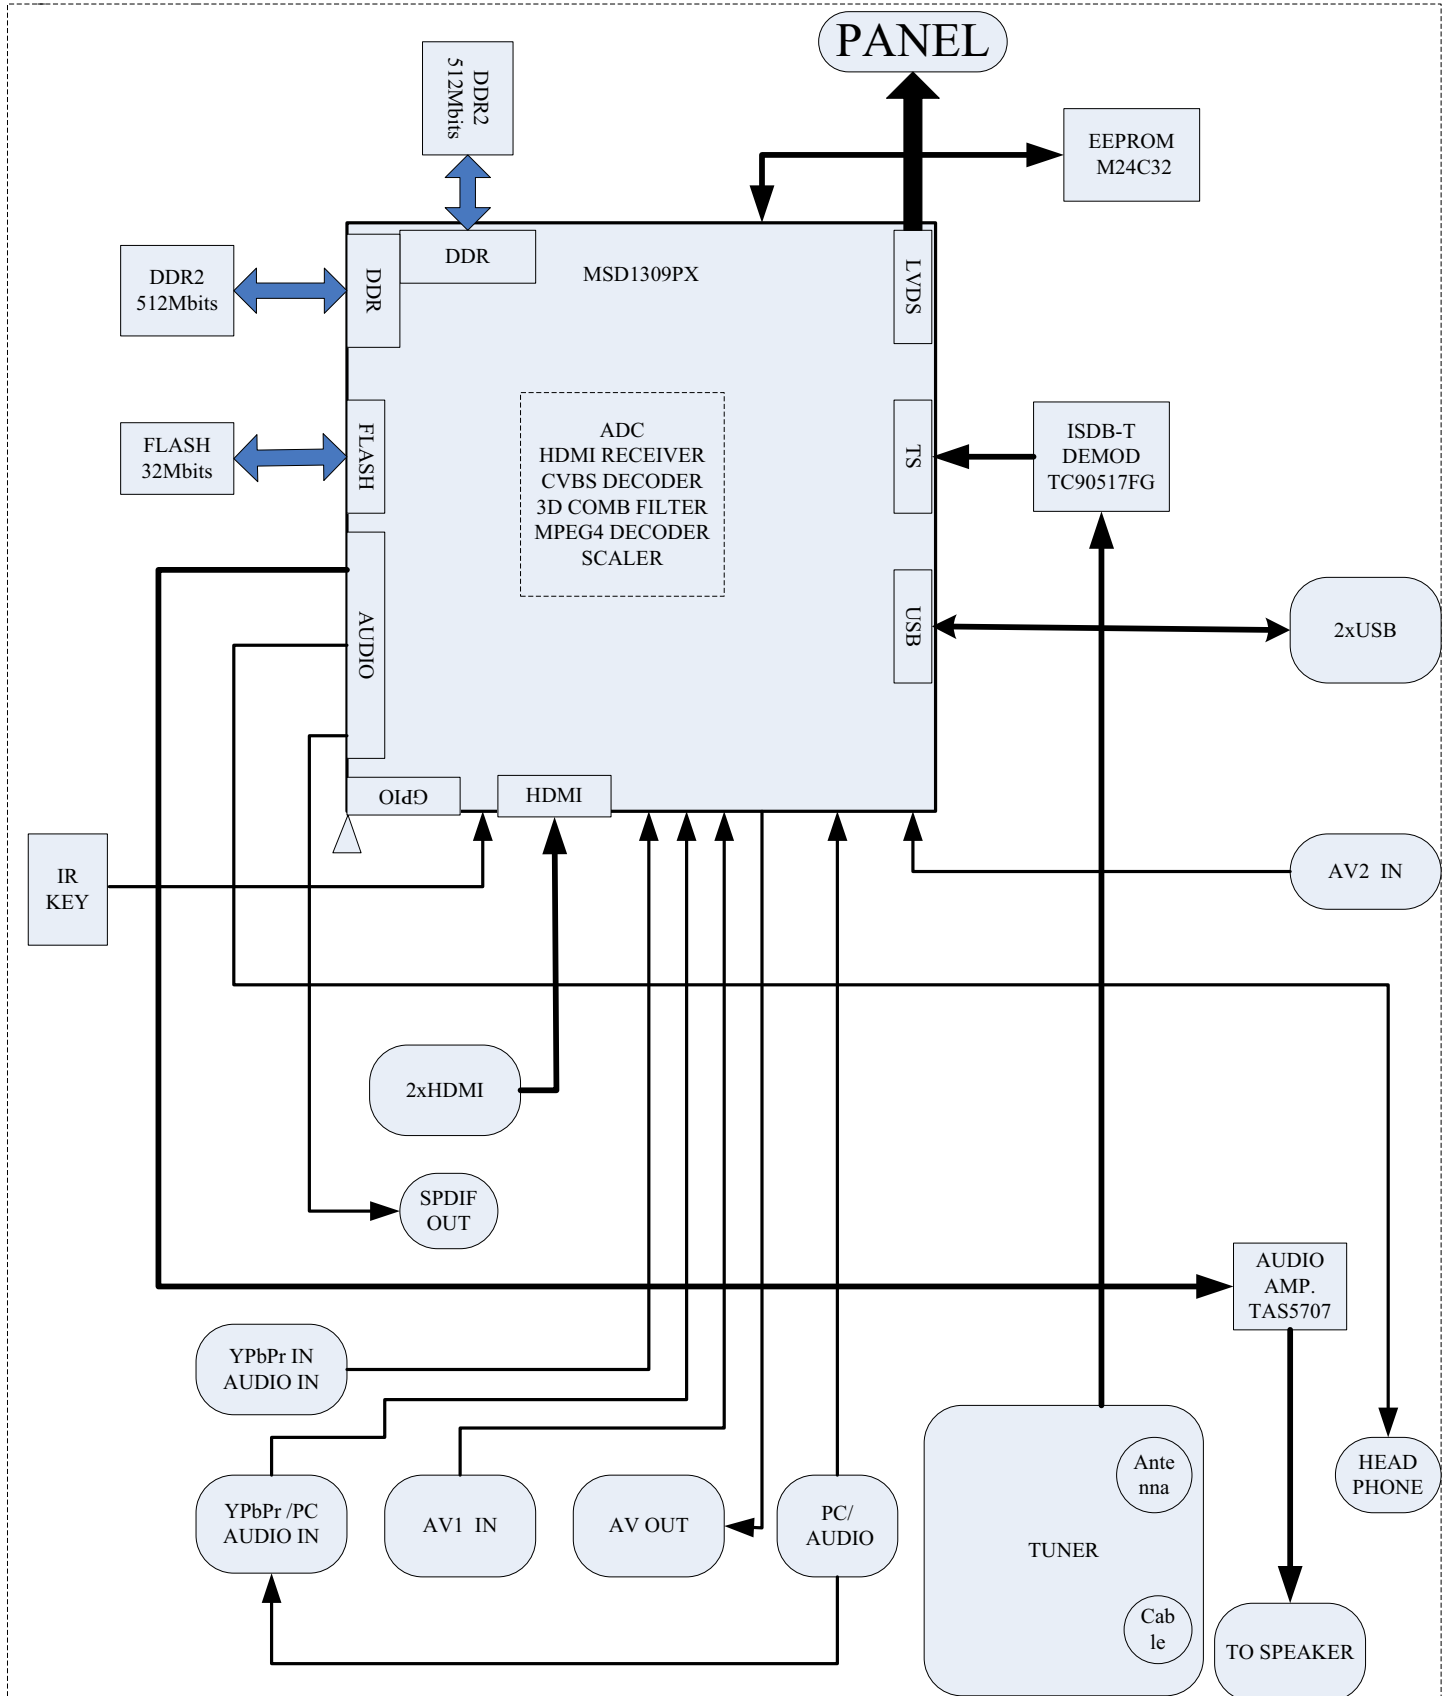 PANEL
DDR2
512Mbits
EEPROM
M24C32
DDR
MSD1309PX
LVDS
DDR2
512Mbits
DDR
FLASH
32Mbits
FLASH
ADC
HDMI RECEIVER
CVBS DECODER
3D COMB FILTER
MPEG4 DECODER
SCALER
TS
ISDB-T
DEMOD
TC90517FG
AUDIO
USB
2xUSB
GPIO
HDMI
IR
KEY
AV2 IN
2xHDMI
SPDIF
OUT
AUDIO
AMP.
TAS5707
YPbPr IN
AUDIO IN
YPbPr /PC
AUDIO IN
AV1 IN
AV OUT
PC/
AUDIO
TUNER
Ante
nna
Cab
le
HEAD
PHONE
TO SPEAKER